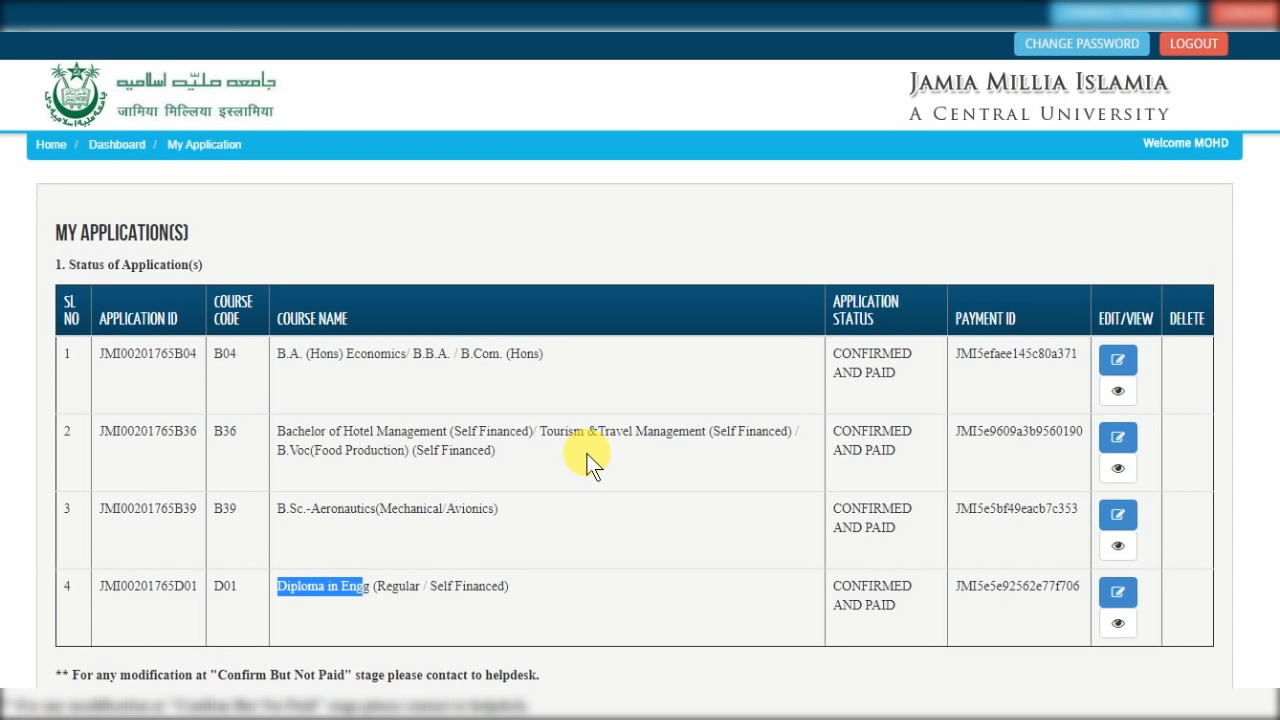 CHANGE PASSWORD LOGOUT
جامعہ ملیّہ اسلامیہ
जामिया मिल्लिया इस्लामिया
JAMIA MILLIA ISLAMIA
A CENTRAL UNIVERSITY
Home / Dashboard / My Application Welcome MOHD
MY APPLICATION(S)
1. Status of Application(s)
SL NO APPLICATION ID COURSE CODE COURSE NAME APPLICATION STATUS PAYMENT ID EDIT/VIEW DELETE
1 JMI00201765B04 B04 B.A. (Hons) Economics/ B.B.A. / B.Com. (Hons) CONFIRMED JMI5efaee145c80a371
AND PAID
2 JMI00201765B36 B36 Bachelor of Hotel Management (Self Financed)/ Tourism &Travel Management (Self Financed) / CONFIRMED JMI5e9609a3b9560190
B.Voc(Food Production) (Self Financed) AND PAID
3 JMI00201765B39 B39 B.Sc.-Aeronautics(Mechanical/Avionics) CONFIRMED JMI5e5bf49eacb7c353
AND PAID
4 JMI00201765D01 D01 Diploma in Engg (Regular / Self Financed) CONFIRMED JMI5e5e92562e77f706
AND PAID
** For any modification at "Confirm But Not Paid" stage please contact to helpdesk.